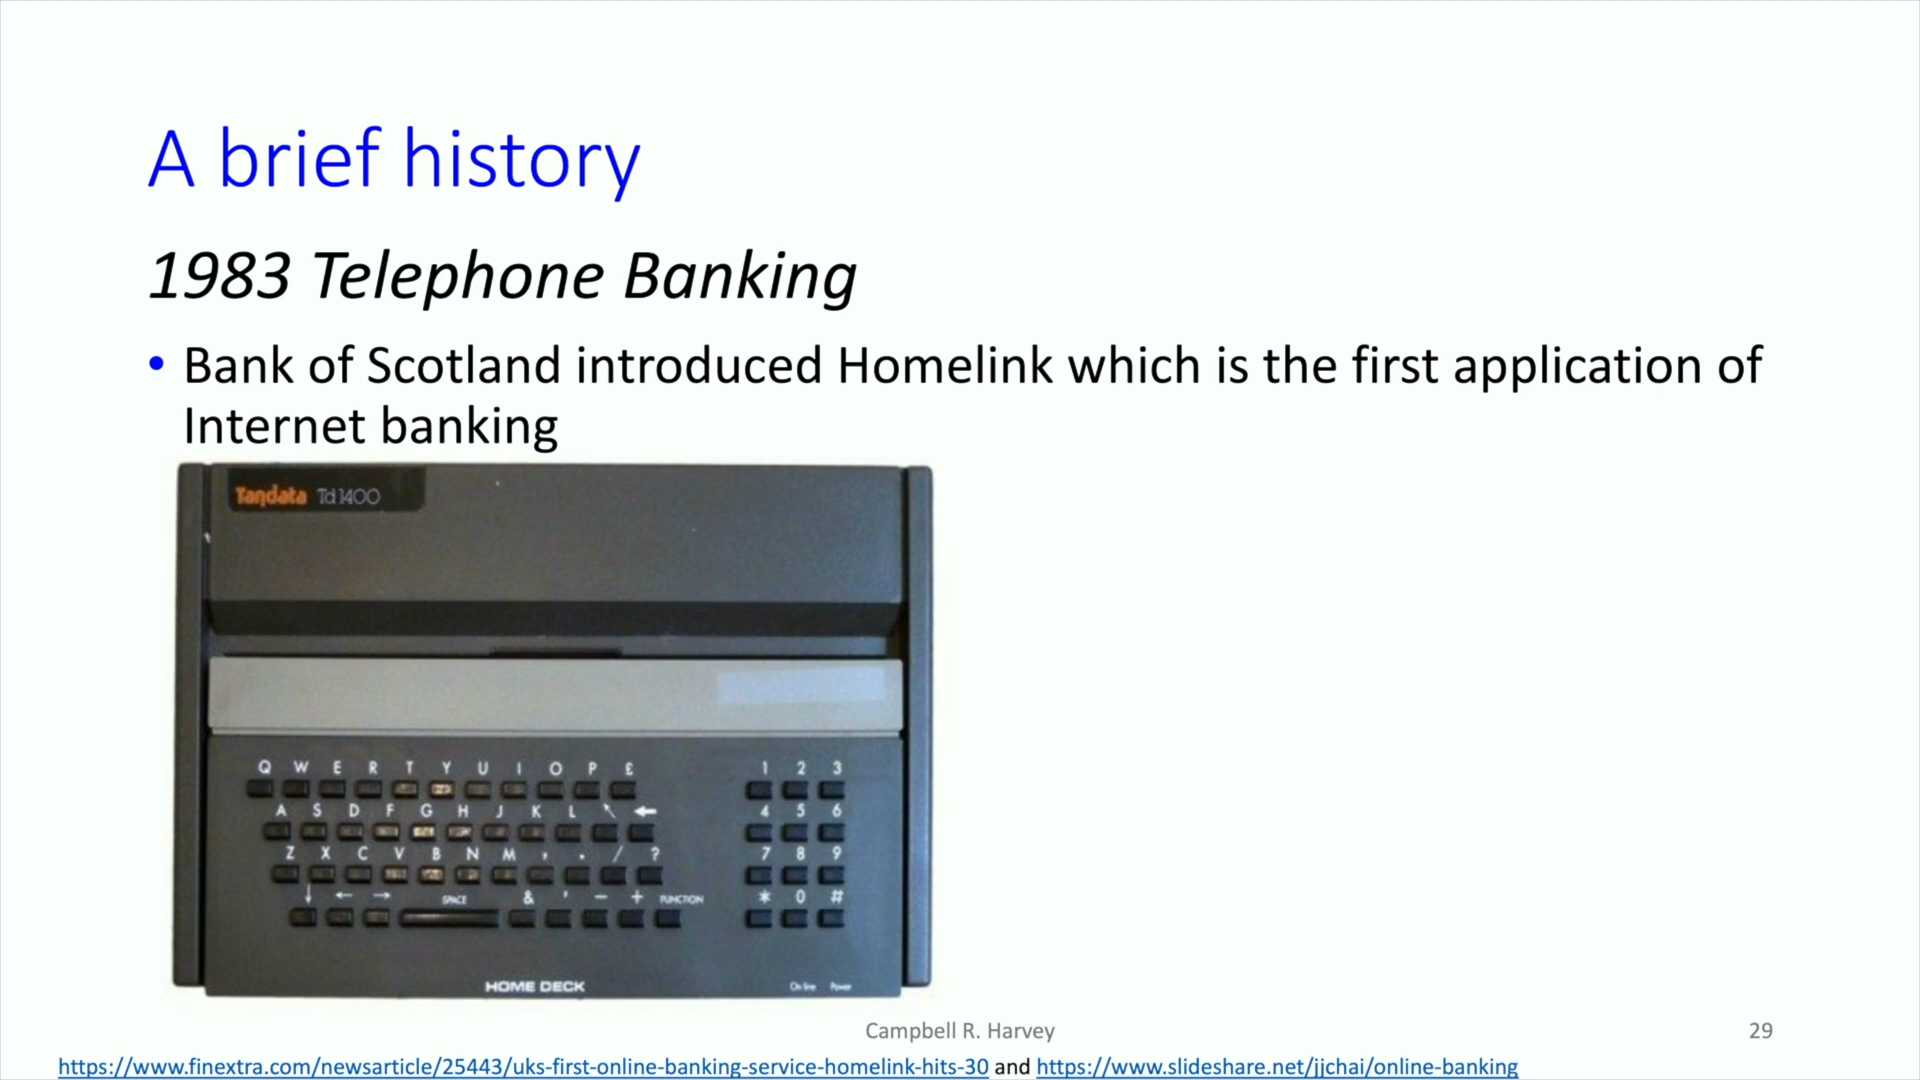 A brief history
1983 Telephone Banking
• Bank of Scotland introduced Homelink which is the first application of
Internet banking
Tandata Td 1400
Q W E R T Y U I O P £ 1 2 3
A S D F G H J K L ↖ ← 4 5 6
Z X C V B N M , . / ? 7 8 9
↓ ← → SPACE & ' – + FUNCTION * 0 #
HOME DECK On line Power
Campbell R. Harvey 29
https://www.finextra.com/newsarticle/25443/uks-first-online-banking-service-homelink-hits-30 and https://www.slideshare.net/jjchai/online-banking